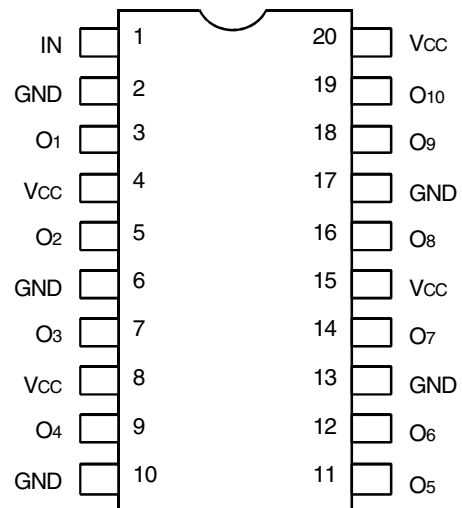 IN 1 20 VCC
GND 2 19 O10
O1 3 18 O9
VCC 4 17 GND
O2 5 16 O8
GND 6 15 VCC
O3 7 14 O7
VCC 8 13 GND
O4 9 12 O6
GND 10 11 O5